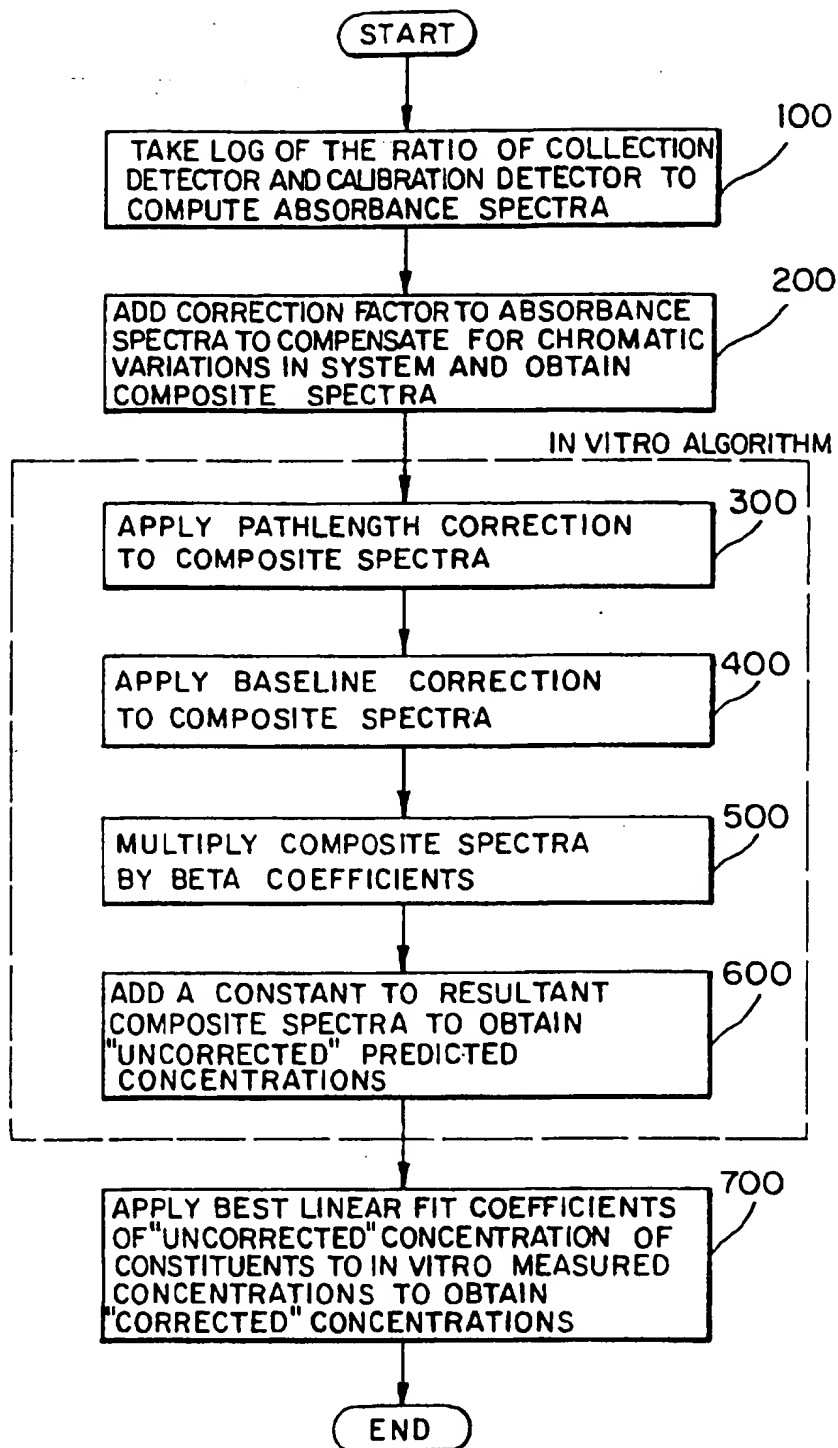 START
100
TAKE LOG OF THE RATIO OF COLLECTION
DETECTOR AND CALIBRATION DETECTOR TO
COMPUTE ABSORBANCE SPECTRA
200
ADD CORRECTION FACTOR TO ABSORBANCE
SPECTRA TO COMPENSATE FOR CHROMATIC
VARIATIONS IN SYSTEM AND OBTAIN
COMPOSITE SPECTRA
IN VITRO ALGORITHM
300
APPLY PATHLENGTH CORRECTION
TO COMPOSITE SPECTRA
400
APPLY BASELINE CORRECTION
TO COMPOSITE SPECTRA
500
MULTIPLY COMPOSITE SPECTRA
BY BETA COEFFICIENTS
600
ADD A CONSTANT TO RESULTANT
COMPOSITE SPECTRA TO OBTAIN
"UNCORRECTED" PREDICTED
CONCENTRATIONS
700
APPLY BEST LINEAR FIT COEFFICIENTS
OF "UNCORRECTED" CONCENTRATION OF
CONSTITUENTS TO IN VITRO MEASURED
CONCENTRATIONS TO OBTAIN
"CORRECTED" CONCENTRATIONS
END